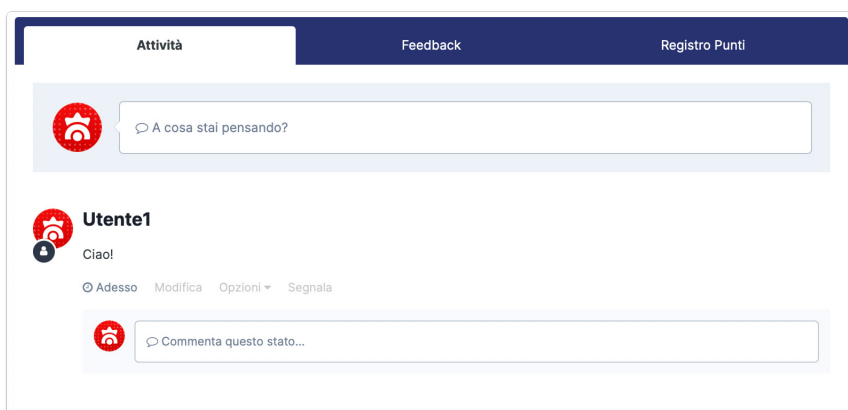 Attività Feedback Registro Punti
A cosa stai pensando?
Utente1
Ciao!
Adesso Modifica Opzioni Segnala
Commenta questo stato...